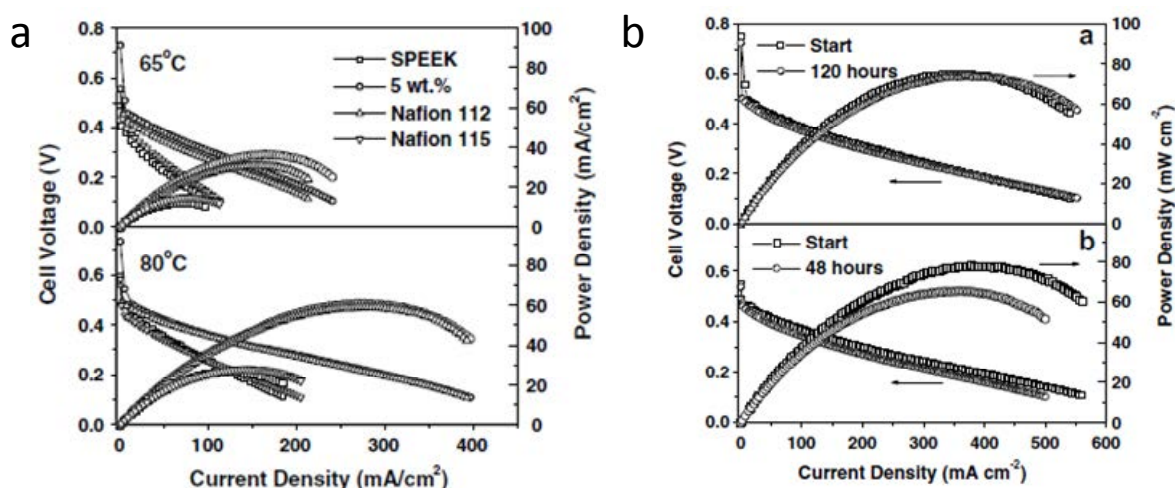 a
0.8
0.6
0.4
0.2
0.0
0.6
0.4
0.2
0.0
Cell Voltage (V)
65°C
SPEEK
5 wt.%
Nafion 112
Nafion 115
80°C
100
80
60
40
20
0
80
60
40
20
0
Power Density (mA/cm²)
0 100 200 300 400
Current Density (mA/cm²)
b
0.8
0.6
0.4
0.2
0.0
0.6
0.4
0.2
0.0
Cell Voltage (V)
Start
120 hours
a
Start
48 hours
b
100
80
60
40
20
0
80
60
40
20
0
Power Density (mW cm⁻²)
0 100 200 300 400 500 600
Current Density (mA cm⁻²)